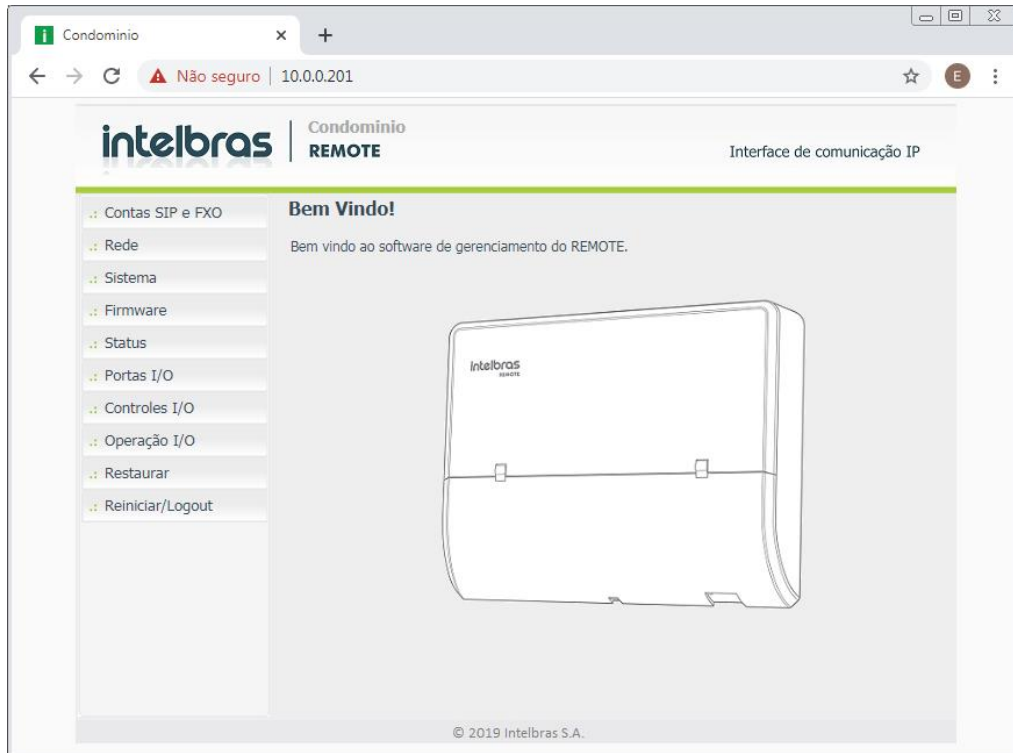 Condominio
Não seguro | 10.0.0.201
E
intelbras
Condominio
REMOTE
Interface de comunicação IP
.: Contas SIP e FXO
.: Rede
.: Sistema
.: Firmware
.: Status
.: Portas I/O
.: Controles I/O
.: Operação I/O
.: Restaurar
.: Reiniciar/Logout
Bem Vindo!
Bem vindo ao software de gerenciamento do REMOTE.
intelbras
REMOTE
© 2019 Intelbras S.A.